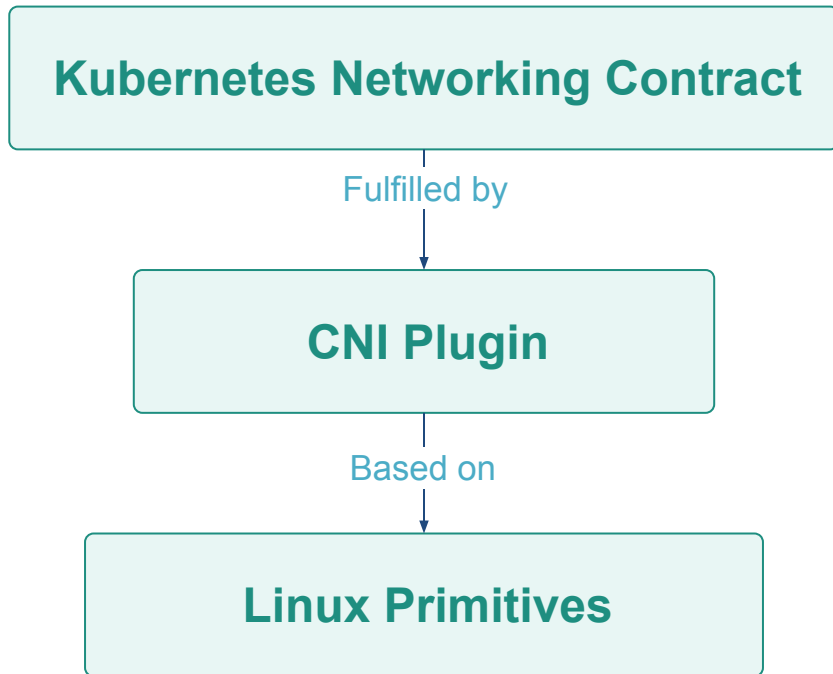 Kubernetes Networking Contract
Fulfilled by
CNI Plugin
Based on
Linux Primitives